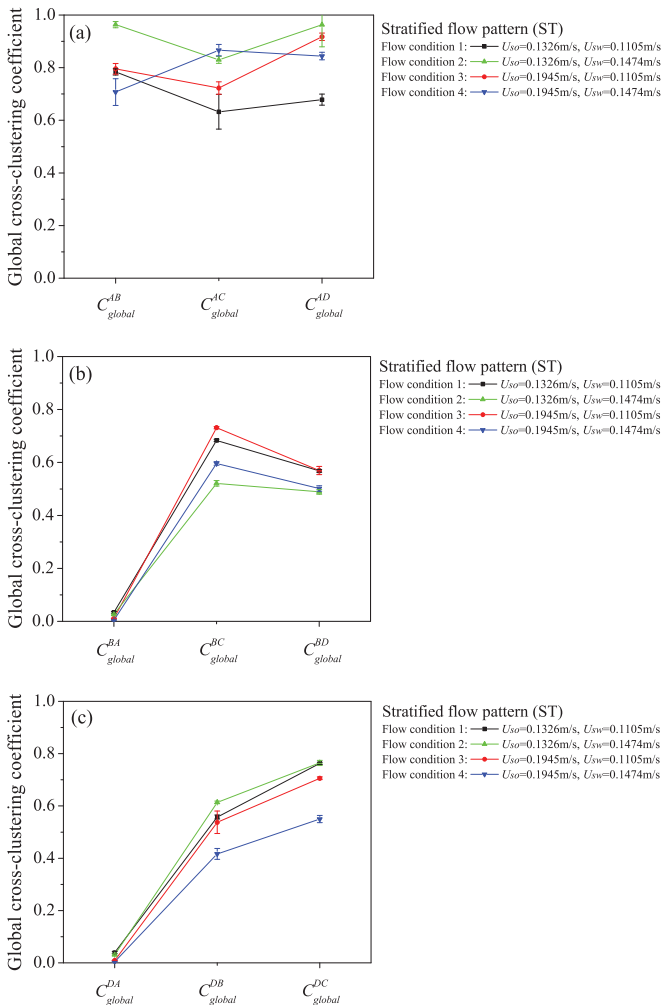 (a)
Global cross-clustering coefficient
1.0
0.8
0.6
0.4
0.2
0.0
C^{AB}_{global}
C^{AC}_{global}
C^{AD}_{global}
Stratified flow pattern (ST)
Flow condition 1: Uso=0.1326m/s, Usw=0.1105m/s
Flow condition 2: Uso=0.1326m/s, Usw=0.1474m/s
Flow condition 3: Uso=0.1945m/s, Usw=0.1105m/s
Flow condition 4: Uso=0.1945m/s, Usw=0.1474m/s
(b)
Global cross-clustering coefficient
1.0
0.8
0.6
0.4
0.2
0.0
C^{BA}_{global}
C^{BC}_{global}
C^{BD}_{global}
Stratified flow pattern (ST)
Flow condition 1: Uso=0.1326m/s, Usw=0.1105m/s
Flow condition 2: Uso=0.1326m/s, Usw=0.1474m/s
Flow condition 3: Uso=0.1945m/s, Usw=0.1105m/s
Flow condition 4: Uso=0.1945m/s, Usw=0.1474m/s
(c)
Global cross-clustering coefficient
1.0
0.8
0.6
0.4
0.2
0.0
C^{DA}_{global}
C^{DB}_{global}
C^{DC}_{global}
Stratified flow pattern (ST)
Flow condition 1: Uso=0.1326m/s, Usw=0.1105m/s
Flow condition 2: Uso=0.1326m/s, Usw=0.1474m/s
Flow condition 3: Uso=0.1945m/s, Usw=0.1105m/s
Flow condition 4: Uso=0.1945m/s, Usw=0.1474m/s